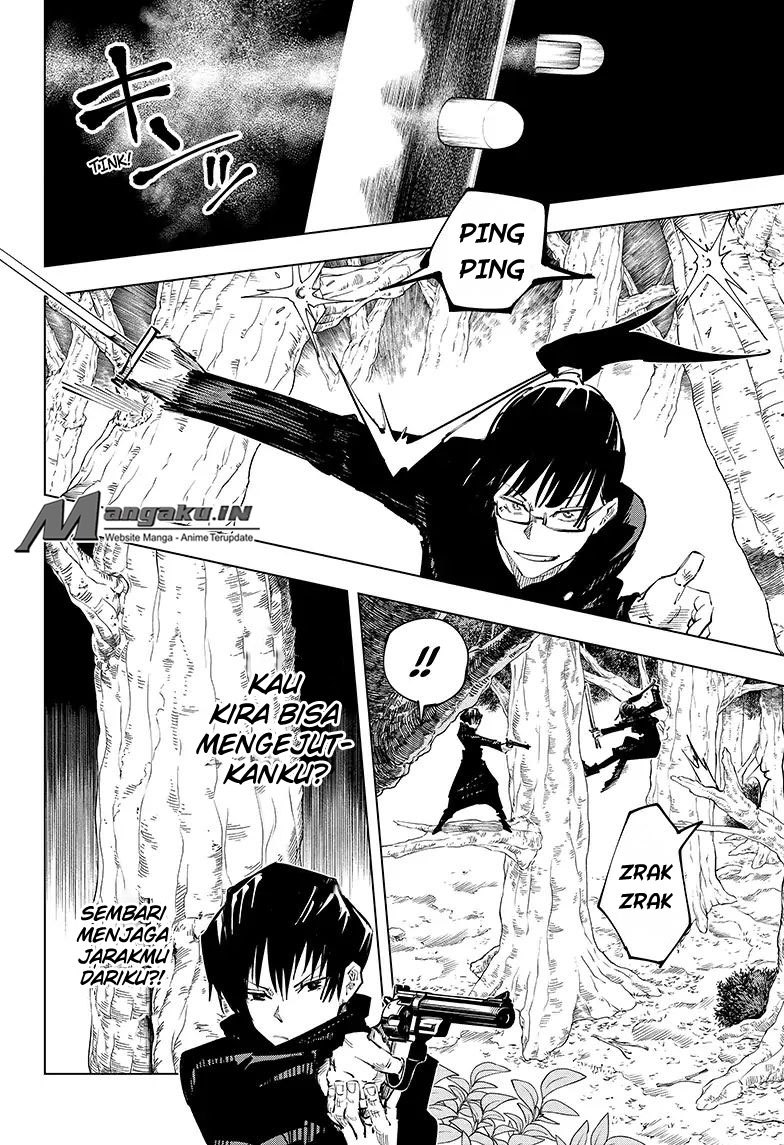 キンッ
TINK!
PING
PING
Mangaku.IN
Website Manga - Anime Terupdate
!!
ZRAK
ZRAK
KAU
KIRA BISA
MENGEJUT-
KANKU?
SEMBARI
MENJAGA
JARAKMU
DARIKU?!